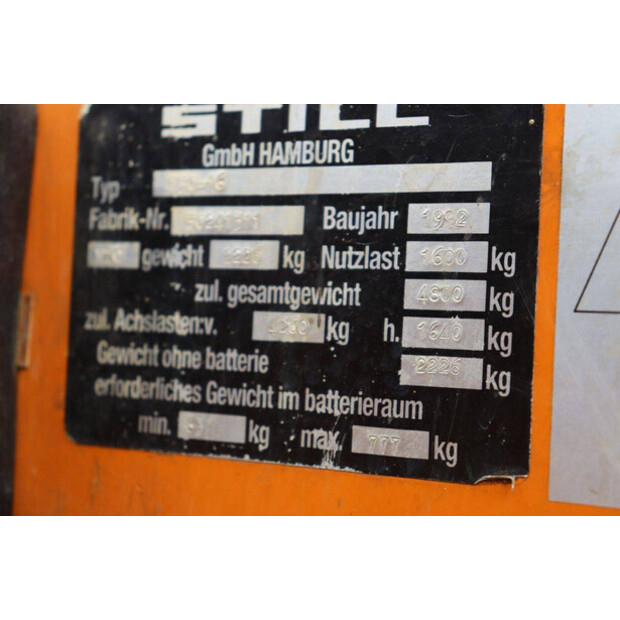 STILL
GmbH HAMBURG
Typ
Fabrik-Nr. Baujahr 1992
gewicht kg Nutzlast 1600 kg
zul. gesamtgewicht 4800 kg
zul. Achslasten:v. kg h. 1640 kg
Gewicht ohne batterie 2226 kg
erforderliches Gewicht im batterieraum
min. kg max. 777 kg